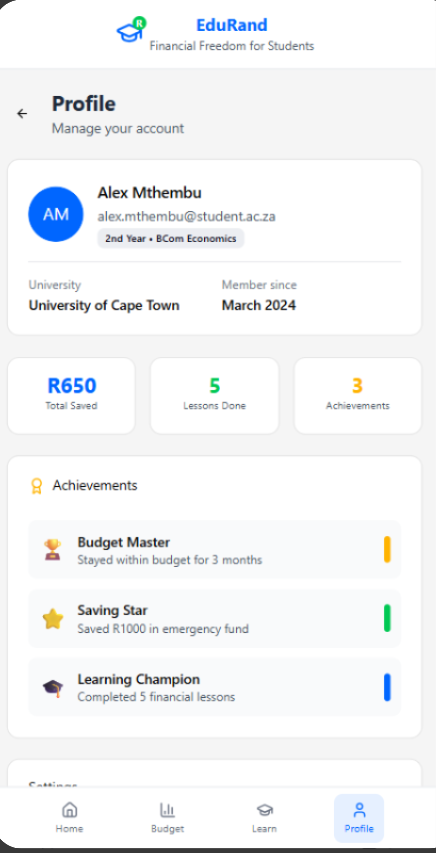 R
EduRand
Financial Freedom for Students
Profile
Manage your account
AM
Alex Mthembu
alex.mthembu@student.ac.za
2nd Year • BCom Economics
University
Member since
University of Cape Town
March 2024
R650
5
3
Total Saved
Lessons Done
Achievements
Achievements
Budget Master
Stayed within budget for 3 months
Saving Star
Saved R1000 in emergency fund
Learning Champion
Completed 5 financial lessons
Settings
Home
Budget
Learn
Profile